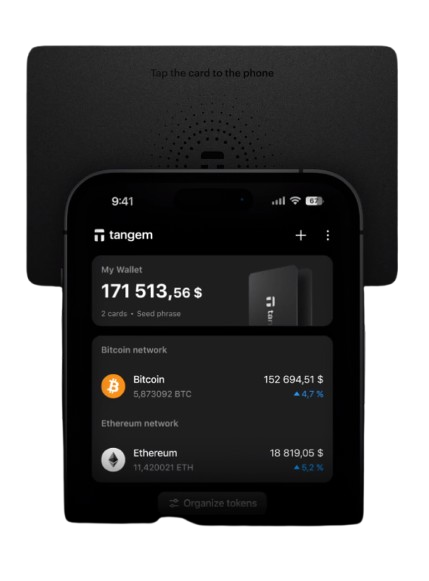 Tap the card to the phone
9:41
67
tangem
My Wallet
171 513,56 $
2 cards • Seed phrase
Bitcoin network
Bitcoin
152 694,51 $
5,873092 BTC
4,7 %
Ethereum network
Ethereum
18 819,05 $
11,420021 ETH
5,2 %
Organize tokens